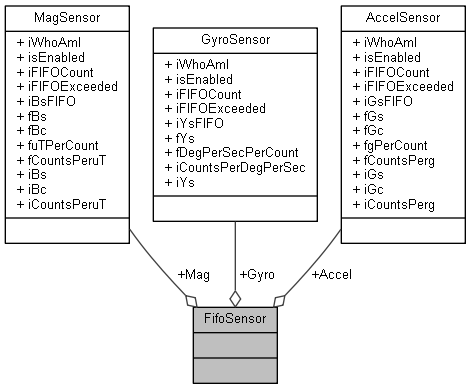 MagSensor
+ iWhoAmI
+ isEnabled
+ iFIFOCount
+ iFIFOExceeded
+ iBsFIFO
+ fBs
+ fBc
+ fuTPerCount
+ fCountsPeruT
+ iBs
+ iBc
+ iCountsPeruT
GyroSensor
+ iWhoAmI
+ isEnabled
+ iFIFOCount
+ iFIFOExceeded
+ iYsFIFO
+ fYs
+ fDegPerSecPerCount
+ iCountsPerDegPerSec
+ iYs
AccelSensor
+ iWhoAmI
+ isEnabled
+ iFIFOCount
+ iFIFOExceeded
+ iGsFIFO
+ fGs
+ fGc
+ fgPerCount
+ fCountsPerg
+ iGs
+ iGc
+ iCountsPerg
+Mag
+Gyro
+Accel
FifoSensor